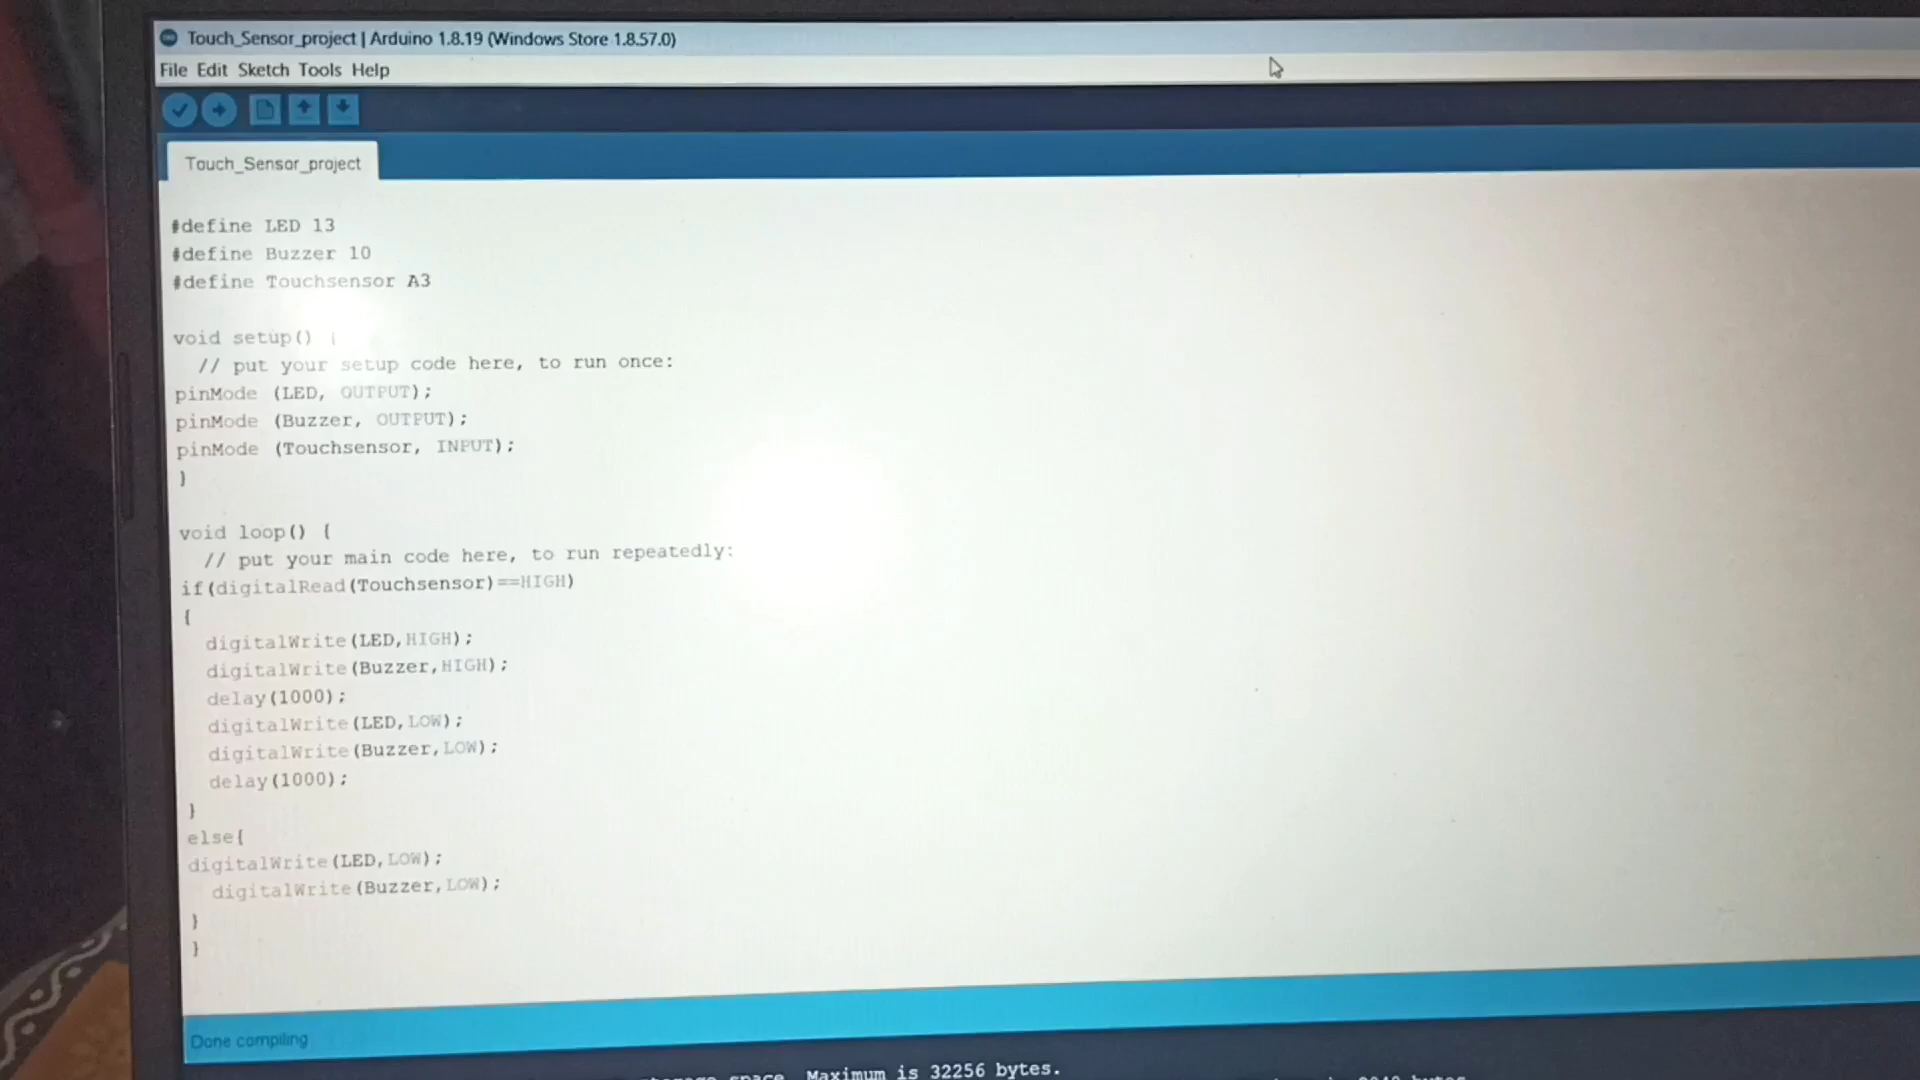 Touch_Sensor_project | Arduino 1.8.19 (Windows Store 1.8.57.0)
File Edit Sketch Tools Help
Touch_Sensor_project
#define LED 13
#define Buzzer 10
#define Touchsensor A3
void setup() {
// put your setup code here, to run once:
pinMode (LED, OUTPUT);
pinMode (Buzzer, OUTPUT);
pinMode (Touchsensor, INPUT);
}
void loop() {
// put your main code here, to run repeatedly:
if(digitalRead(Touchsensor)==HIGH)
{
digitalWrite(LED,HIGH);
digitalWrite(Buzzer,HIGH);
delay(1000);
digitalWrite(LED,LOW);
digitalWrite(Buzzer,LOW);
delay(1000);
}
else{
digitalWrite(LED,LOW);
digitalWrite(Buzzer,LOW);
}
}
Done compiling
space. Maximum is 32256 bytes.